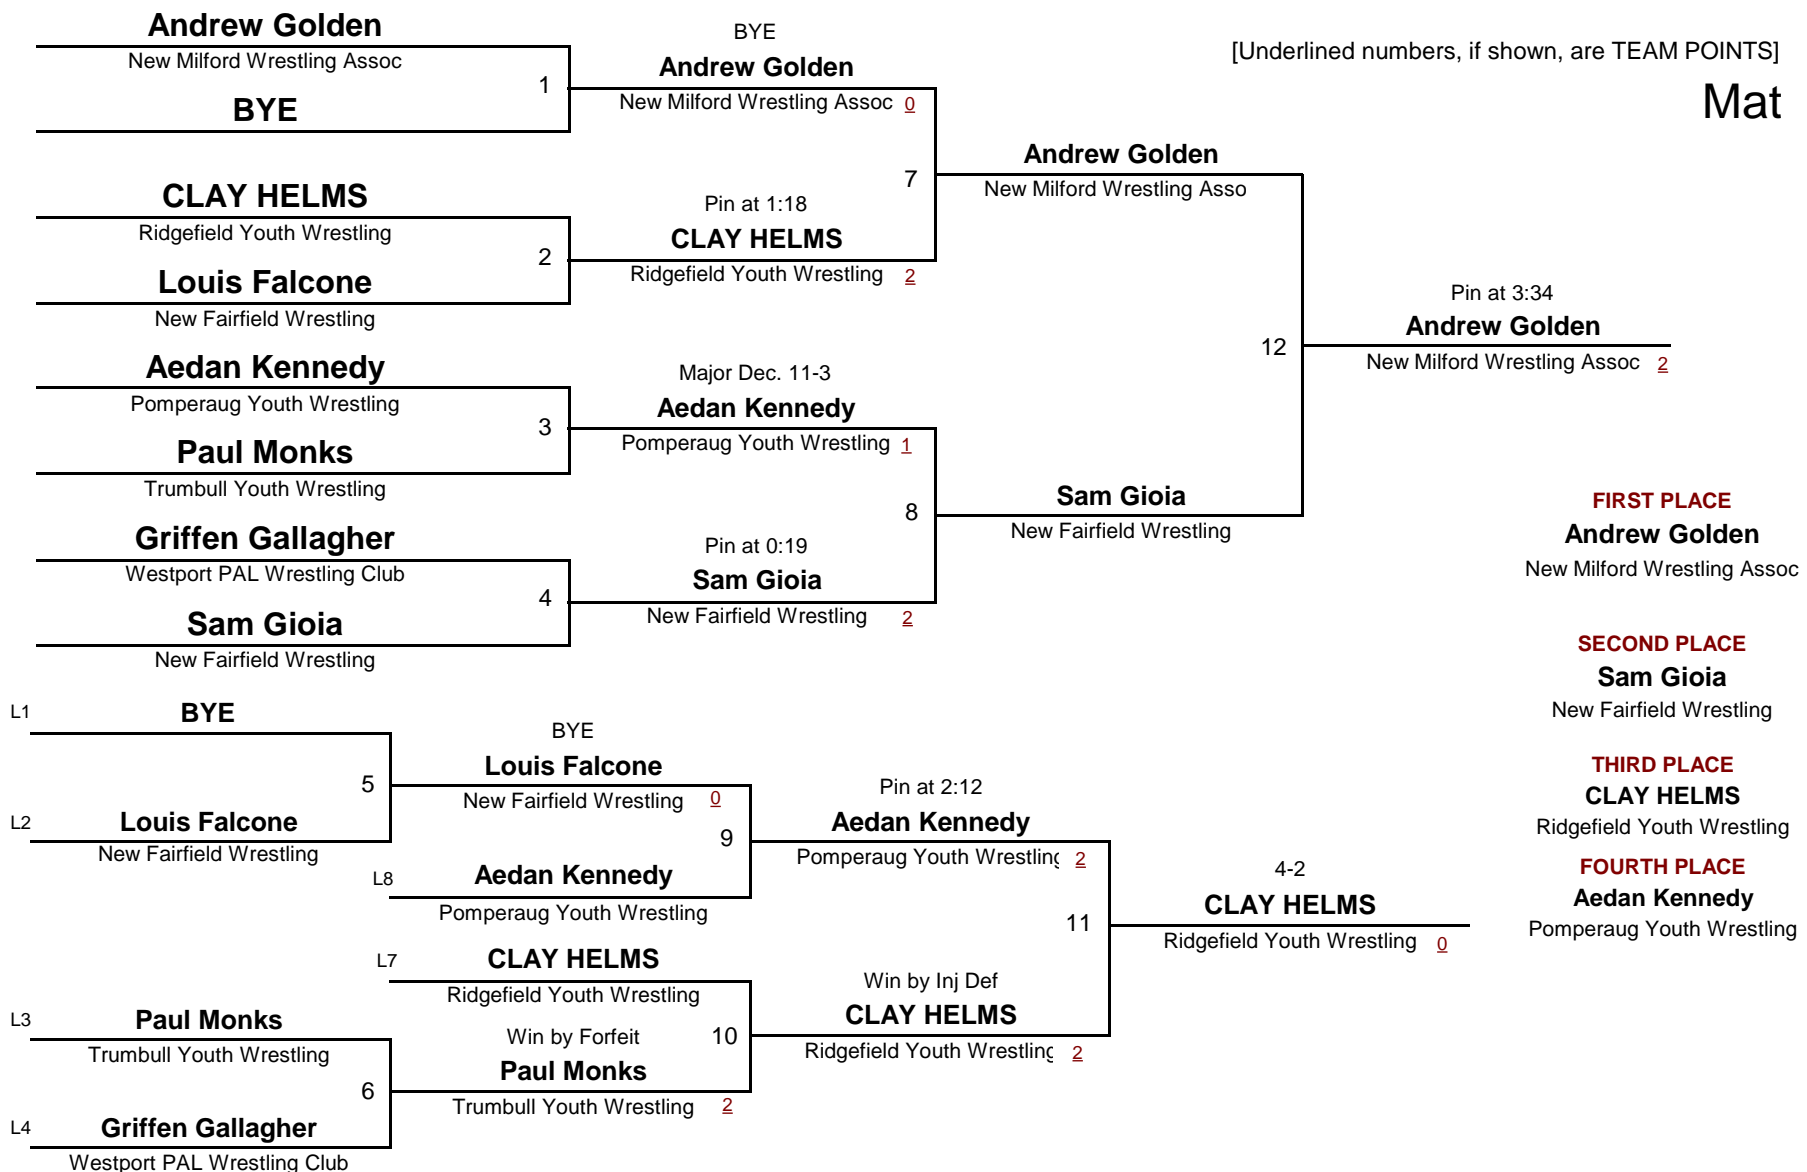 Andrew Golden
New Milford Wrestling Assoc
1
BYE
BYE
Andrew Golden
New Milford Wrestling Assoc 0
[Underlined numbers, if shown, are TEAM POINTS]
Mat
CLAY HELMS
Ridgefield Youth Wrestling
2
Louis Falcone
New Fairfield Wrestling
Pin at 1:18
CLAY HELMS
Ridgefield Youth Wrestling 2
7
Andrew Golden
New Milford Wrestling Asso
Aedan Kennedy
Pomperaug Youth Wrestling
3
Paul Monks
Trumbull Youth Wrestling
Major Dec. 11-3
Aedan Kennedy
Pomperaug Youth Wrestling 1
Griffen Gallagher
Westport PAL Wrestling Club
4
Sam Gioia
New Fairfield Wrestling
Pin at 0:19
Sam Gioia
New Fairfield Wrestling 2
8
Sam Gioia
New Fairfield Wrestling
12
Pin at 3:34
Andrew Golden
New Milford Wrestling Assoc 2
FIRST PLACE
Andrew Golden
New Milford Wrestling Assoc
SECOND PLACE
Sam Gioia
New Fairfield Wrestling
THIRD PLACE
CLAY HELMS
Ridgefield Youth Wrestling
FOURTH PLACE
Aedan Kennedy
Pomperaug Youth Wrestling
L1
BYE
5
L2
Louis Falcone
New Fairfield Wrestling
BYE
Louis Falcone
New Fairfield Wrestling 0
9
L8
Aedan Kennedy
Pomperaug Youth Wrestling
Pin at 2:12
Aedan Kennedy
Pomperaug Youth Wrestling 2
L7
CLAY HELMS
Ridgefield Youth Wrestling
10
L3
Paul Monks
Trumbull Youth Wrestling
6
L4
Griffen Gallagher
Westport PAL Wrestling Club
Win by Forfeit
Paul Monks
Trumbull Youth Wrestling 2
Win by Inj Def
CLAY HELMS
Ridgefield Youth Wrestling 2
11
4-2
CLAY HELMS
Ridgefield Youth Wrestling 0